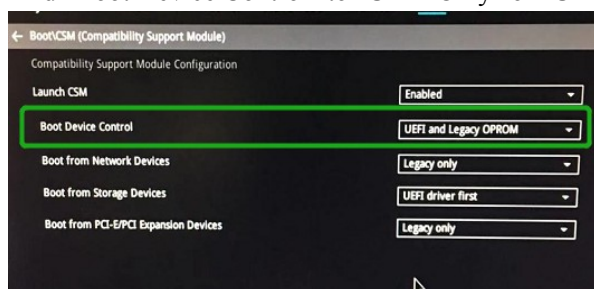 ← Boot\CSM (Compatibility Support Module)
Compatibility Support Module Configuration
Launch CSM Enabled
Boot Device Control UEFI and Legacy OPROM
Boot from Network Devices Legacy only
Boot from Storage Devices UEFI driver first
Boot from PCI-E/PCI Expansion Devices Legacy only